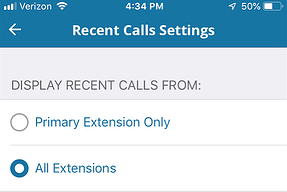 Verizon 4:34 PM 50%
Recent Calls Settings
DISPLAY RECENT CALLS FROM:
Primary Extension Only
All Extensions